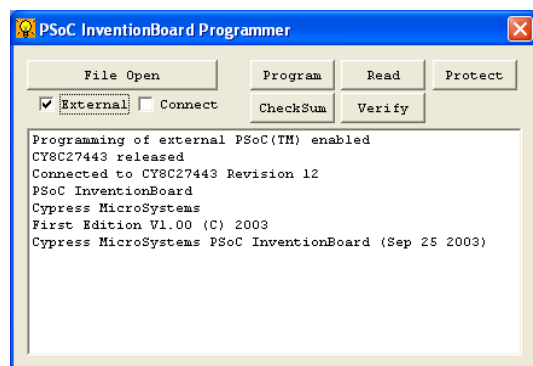 PSoC InventionBoard Programmer
File Open Program Read Protect
External Connect CheckSum Verify
Programming of external PSoC(TM) enabled
CY8C27443 released
Connected to CY8C27443 Revision 12
PSoC InventionBoard
Cypress MicroSystems
First Edition V1.00 (C) 2003
Cypress MicroSystems PSoC InventionBoard (Sep 25 2003)